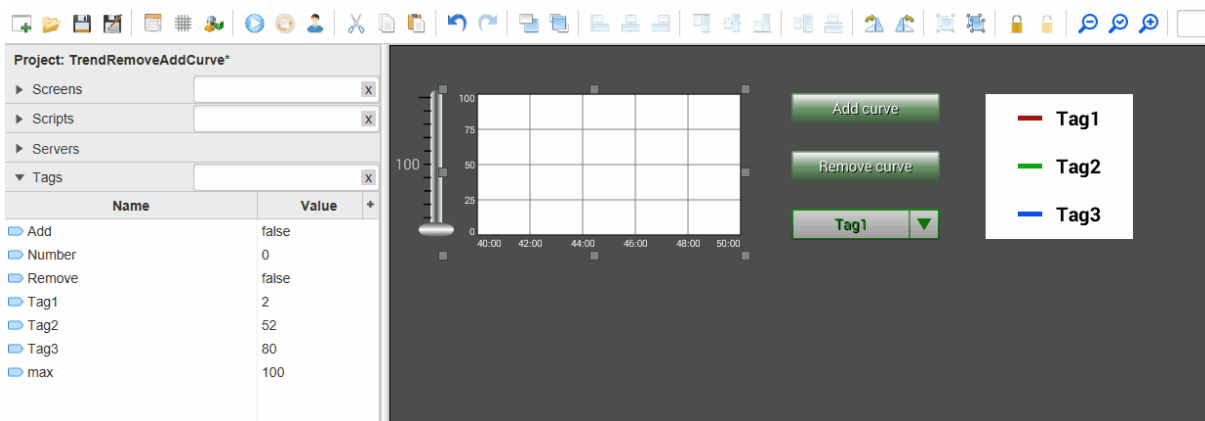 Project: TrendRemoveAddCurve*
Screens
X
Scripts
X
Servers
Tags
X
Name Value +
Add false
Number 0
Remove false
Tag1 2
Tag2 52
Tag3 80
max 100
100
100
75
50
25
0
40:00 42:00 44:00 46:00 48:00 50:00
Add curve
Remove curve
Tag1
Tag1
Tag2
Tag3